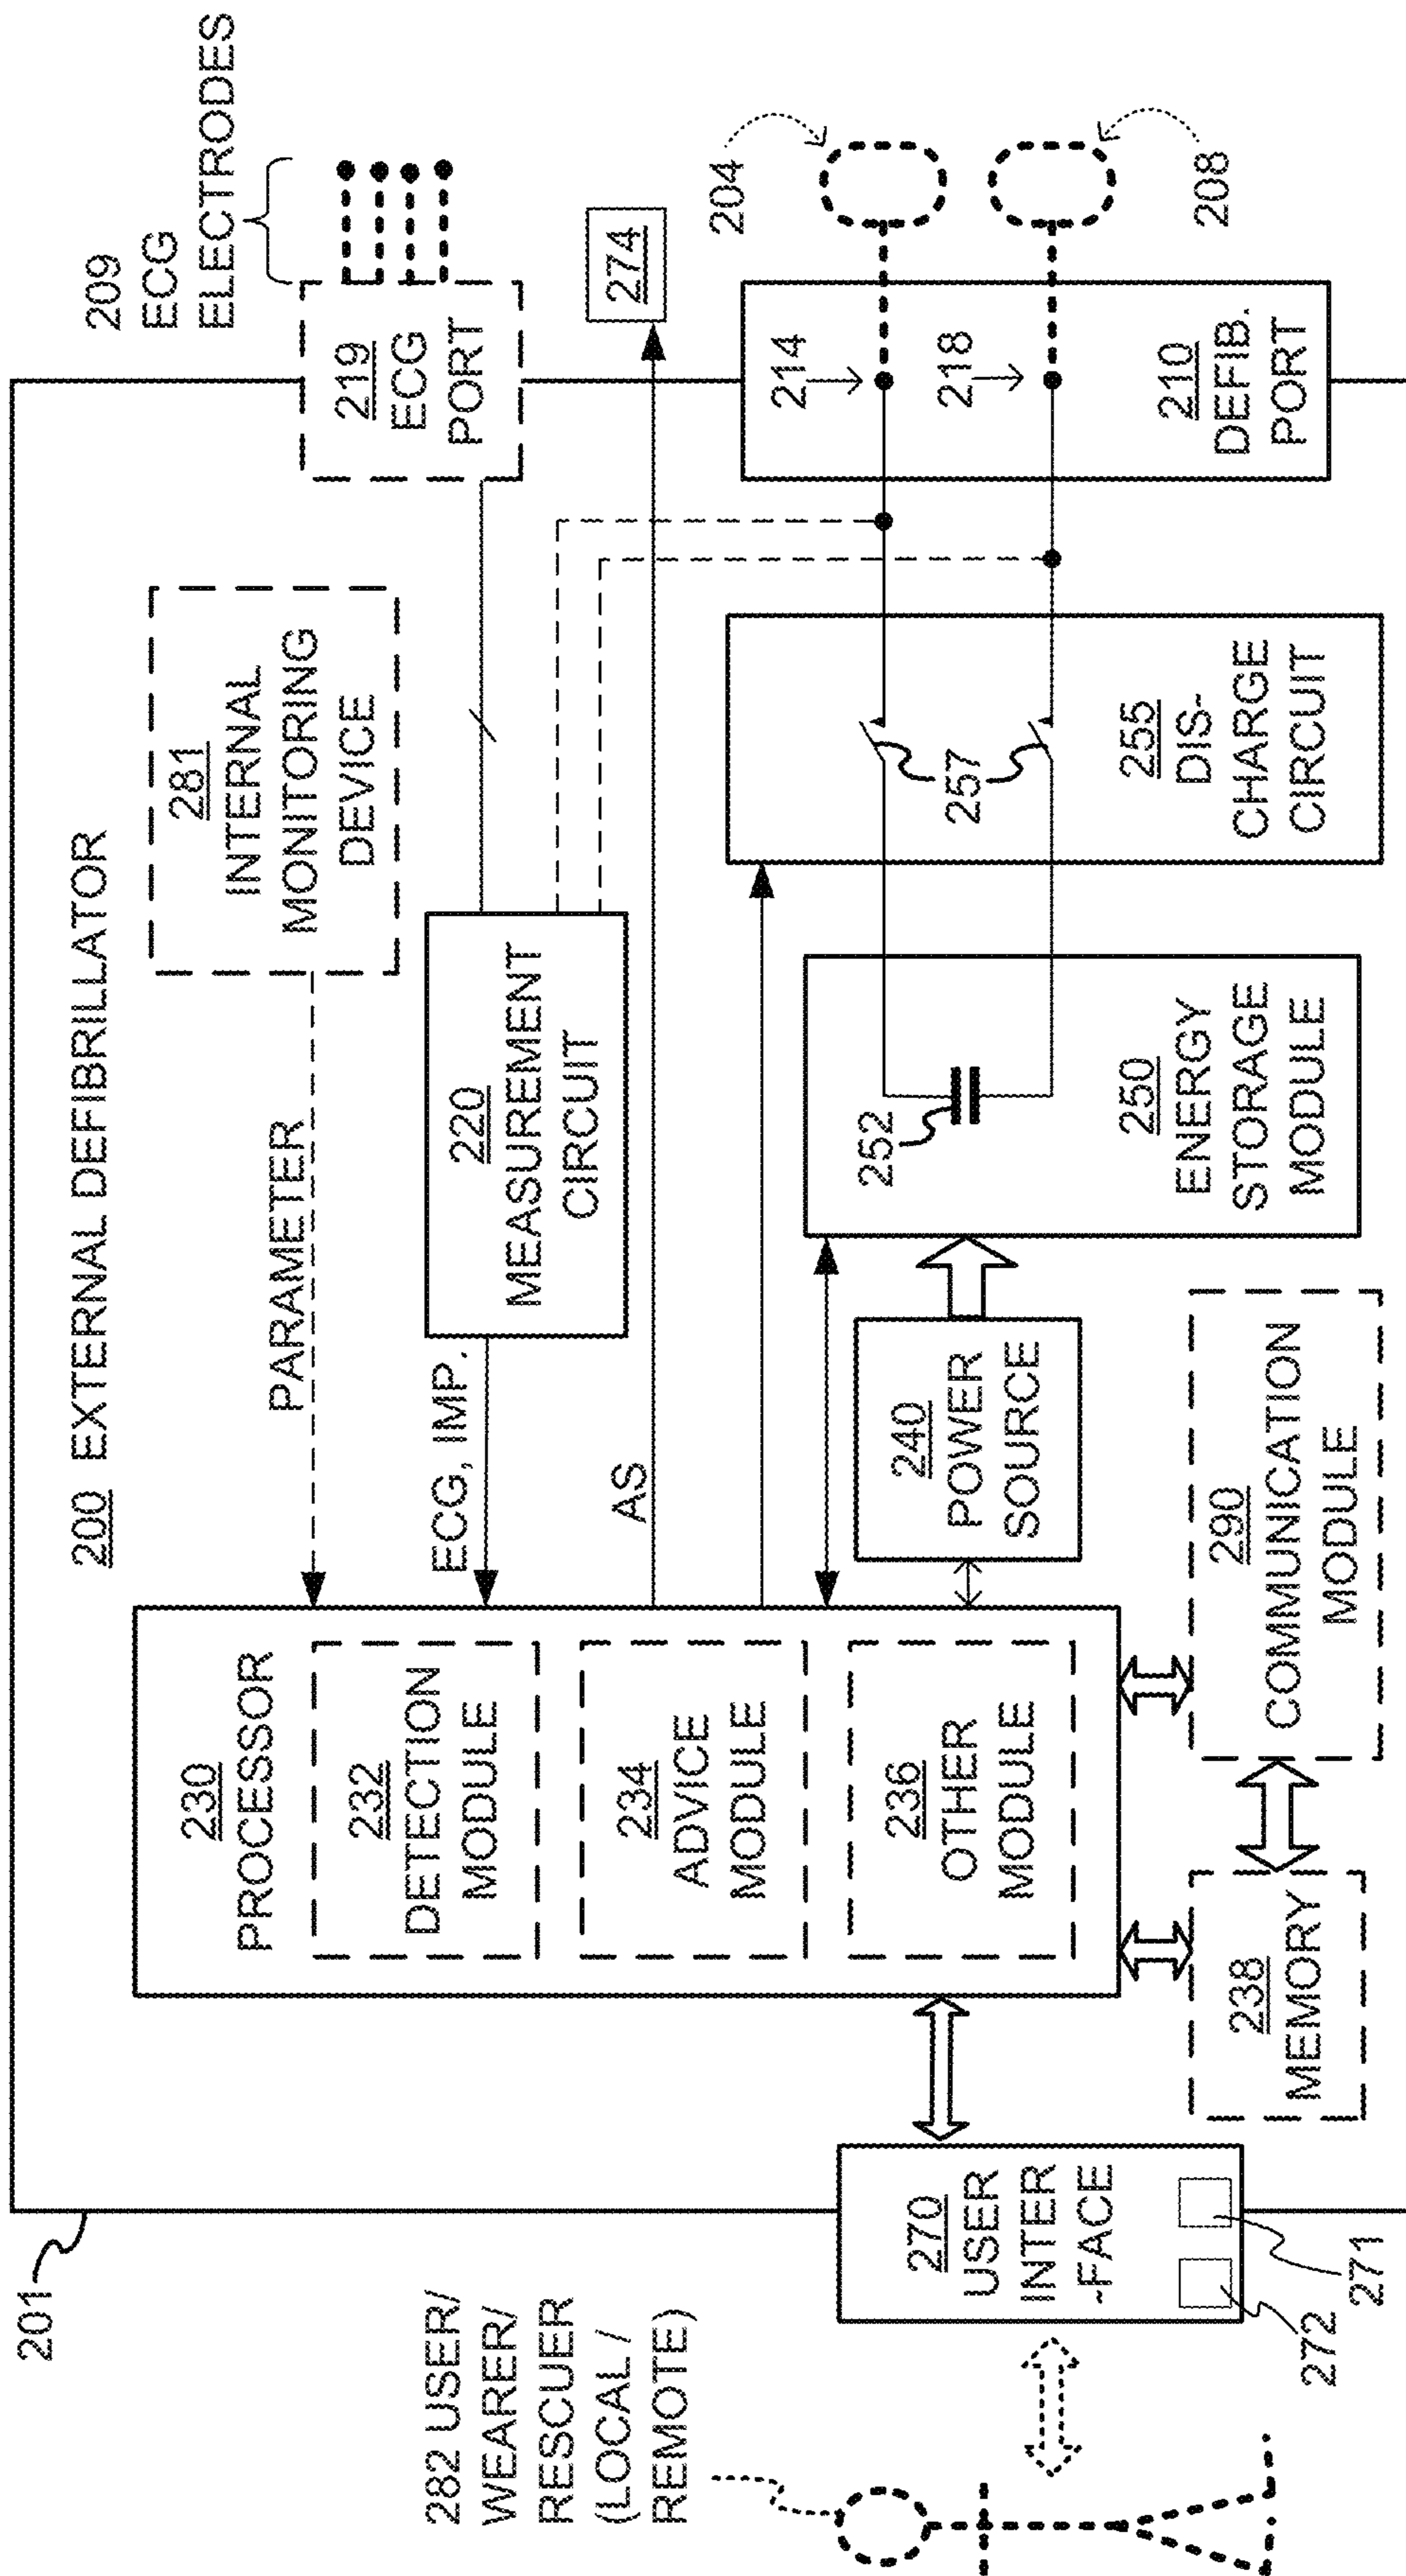 201
200 EXTERNAL DEFIBRILLATOR
209
ECG
ELECTRODES
282 USER/
WEARER/
RESCUER
(LOCAL /
REMOTE)
270
USER
INTER
-FACE
272
271
230
PROCESSOR
232
DETECTION
MODULE
234
ADVICE
MODULE
236
OTHER
MODULE
238
MEMORY
290
COMMUNICATION
MODULE
PARAMETER
281
INTERNAL
MONITORING
DEVICE
219
ECG
PORT
ECG, IMP.
220
MEASUREMENT
CIRCUIT
AS
274
240
POWER
SOURCE
252
250
ENERGY
STORAGE
MODULE
257
255
DIS-
CHARGE
CIRCUIT
214
218
210
DEFIB.
PORT
204
208